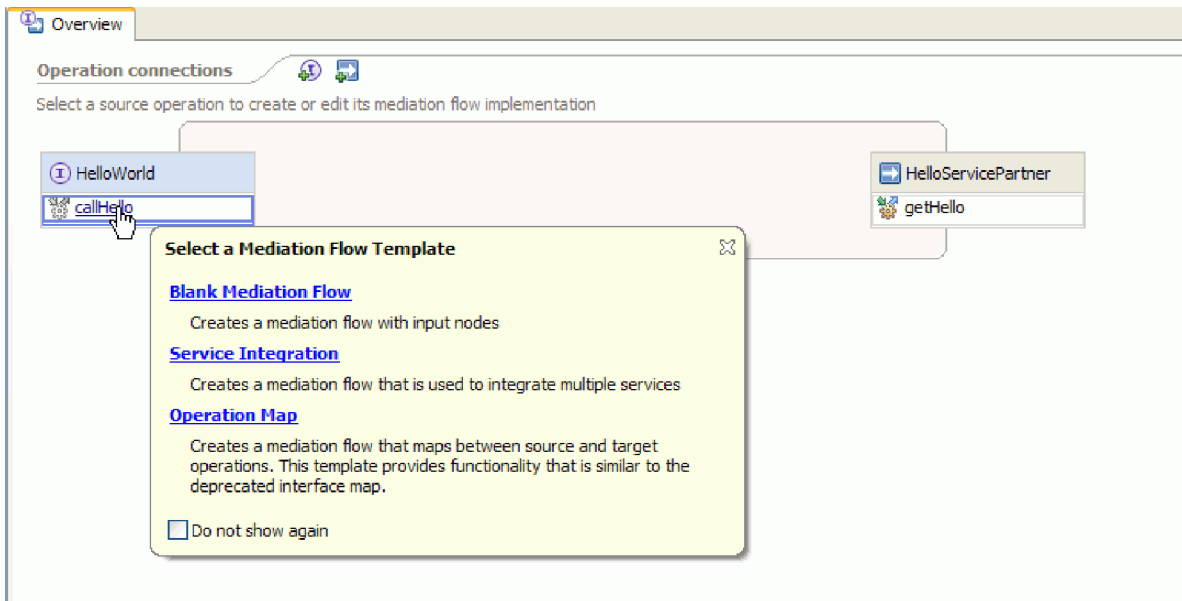 Overview
Operation connections
Select a source operation to create or edit its mediation flow implementation
HelloWorld
HelloServicePartner
callHello
getHello
Select a Mediation Flow Template
Blank Mediation Flow
Creates a mediation flow with input nodes
Service Integration
Creates a mediation flow that is used to integrate multiple services
Operation Map
Creates a mediation flow that maps between source and target
operations. This template provides functionality that is similar to the
deprecated interface map.
Do not show again